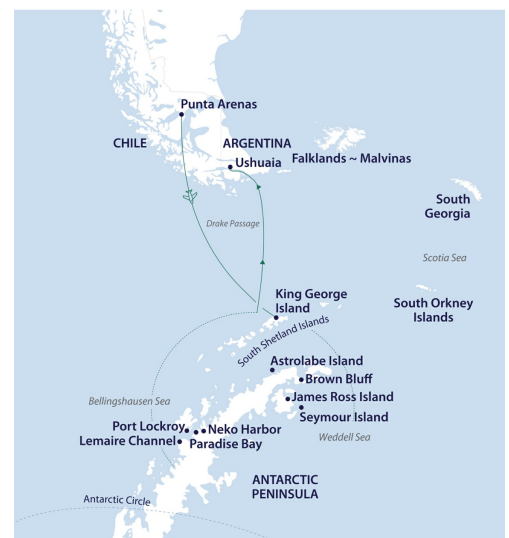 Punta Arenas
CHILE
ARGENTINA
Ushuaia
Falklands ~ Malvinas
South
Georgia
Drake Passage
Scotia Sea
King George
Island
South Orkney
Islands
South Shetland Islands
Astrolabe Island
Brown Bluff
James Ross Island
Seymour Island
Bellingshausen Sea
Port Lockroy
Neko Harbor
Lemaire Channel
Paradise Bay
Weddell Sea
ANTARCTIC
PENINSULA
Antarctic Circle